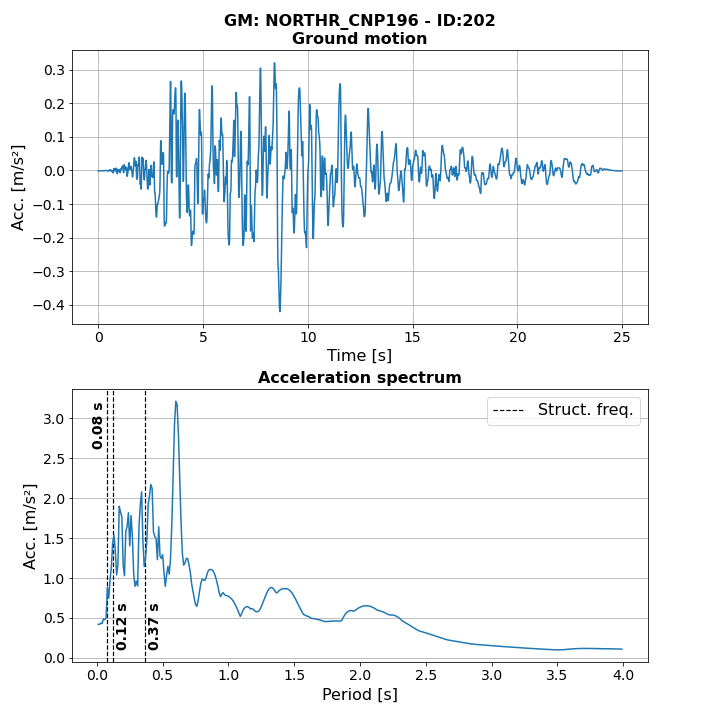 GM: NORTHR_CNP196 - ID:202
Ground motion
0.3
0.2
0.1
0.0
−0.1
−0.2
−0.3
−0.4
Acc. [m/s²]
0 5 10 15 20 25
Time [s]
Acceleration spectrum
3.0
2.5
2.0
1.5
1.0
0.5
0.0
Acc. [m/s²]
Struct. freq.
0.08 s
0.12 s
0.37 s
0.0 0.5 1.0 1.5 2.0 2.5 3.0 3.5 4.0
Period [s]